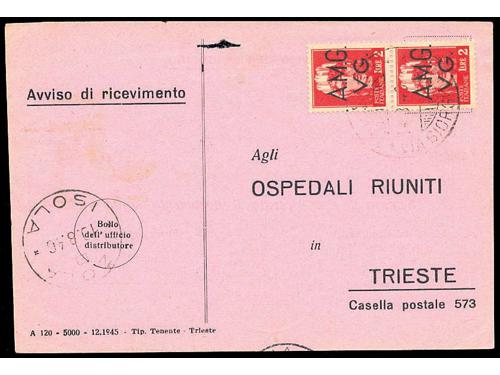 A.M.G. V.G.
LIRE 2
POSTE ITALIANE
A.M.G. V.G.
LIRE 2
POSTE ITALIANE
Avviso di ricevimento
Agli
OSPEDALI RIUNITI
in
TRIESTE
Casella postale 573
ISOLA
Bollo
dell'ufficio
distributore
A 120 - 5000 - 12.1945 - Tip. Tenente - Trieste